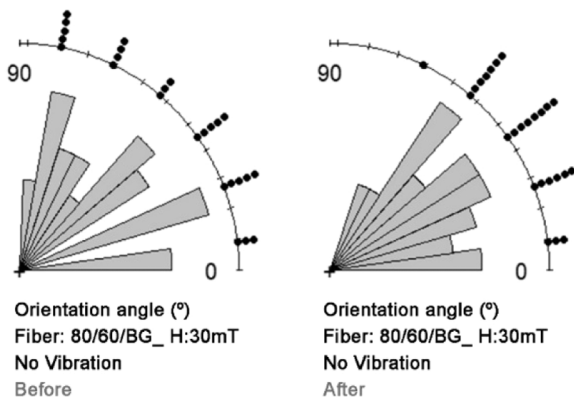 90
0
Orientation angle (º)
Fiber: 80/60/BG_ H:30mT
No Vibration
Before
90
0
Orientation angle (º)
Fiber: 80/60/BG_ H:30mT
No Vibration
After